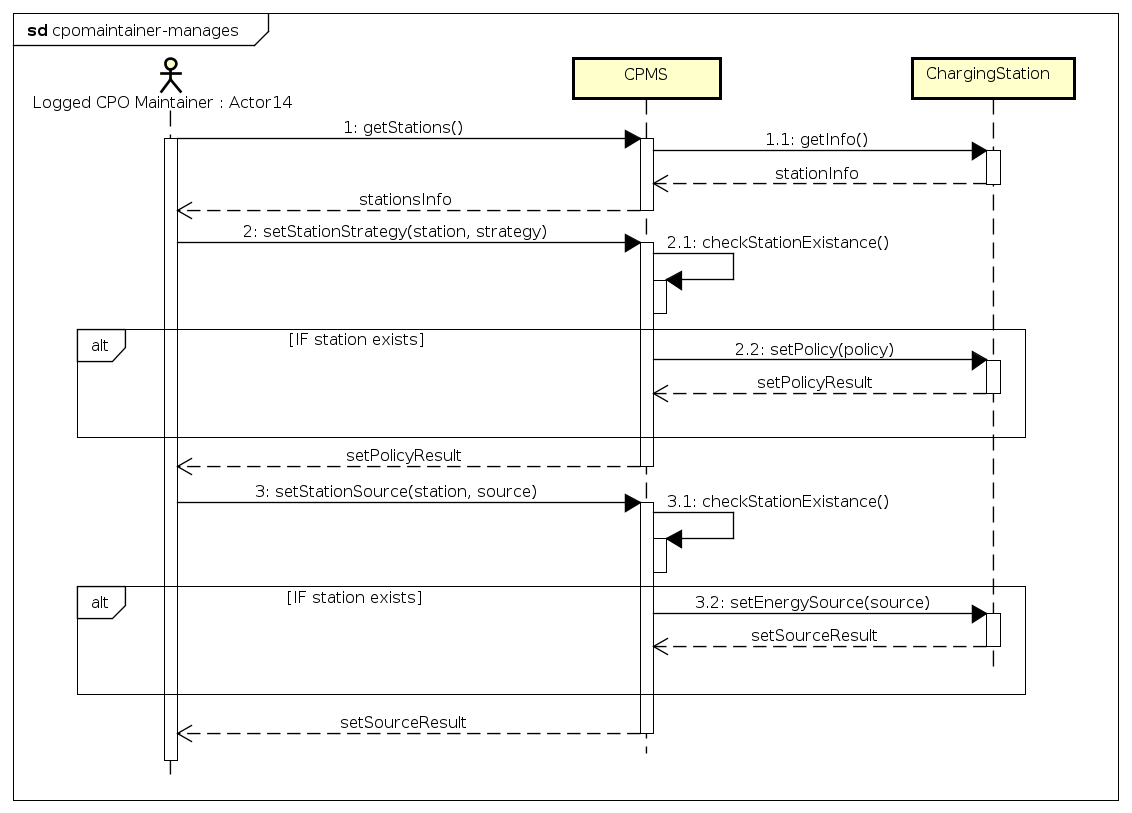 sd cpomaintainer-manages
Logged CPO Maintainer : Actor14
CPMS
ChargingStation
1: getStations()
1.1: getInfo()
stationInfo
stationsInfo
2: setStationStrategy(station, strategy)
2.1: checkStationExistance()
alt
[IF station exists]
2.2: setPolicy(policy)
setPolicyResult
setPolicyResult
3: setStationSource(station, source)
3.1: checkStationExistance()
alt
[IF station exists]
3.2: setEnergySource(source)
setSourceResult
setSourceResult